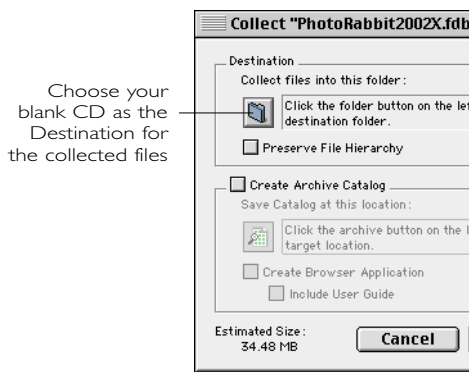 Collect "PhotoRabbit2002X.fdb
Choose your
blank CD as the
Destination for
the collected files
Destination
Collect files into this folder:
Click the folder button on the
destination folder.
Preserve File Hierarchy
Create Archive Catalog
Save Catalog at this location:
Click the archive button on the
target location.
Create Browser Application
Include User Guide
Estimated Size:
34.48 MB
Cancel